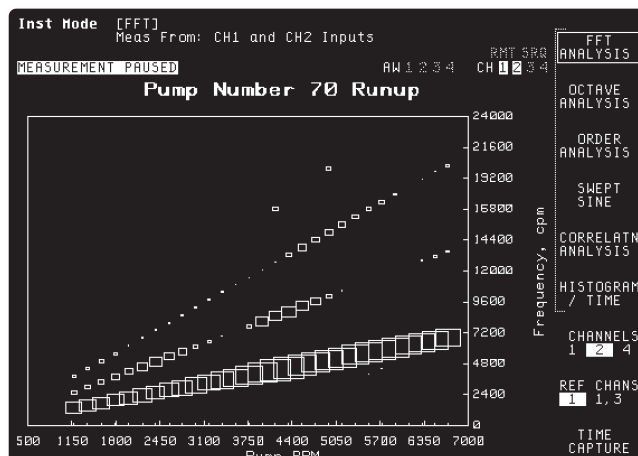 Inst Mode [FFT]
Meas From: CH1 and CH2 Inputs
RMT SRQ
MEASUREMENT PAUSED AW 1 2 3 4 CH 1 2 3 4
Pump Number 70 Runup
24000
21600
19200
16800
14400
12000
9600
7200
4800
2400
0
Frequency, cpm
500 1150 1800 2450 3100 3750 4400 5050 5700 6350 7000
Pump RPM
FFT
ANALYSIS
OCTAVE
ANALYSIS
ORDER
ANALYSIS
SWEPT
SINE
CORRELATN
ANALYSIS
HISTOGRAM
/ TIME
CHANNELS
1 2 4
REF CHANS
1 1,3
TIME
CAPTURE